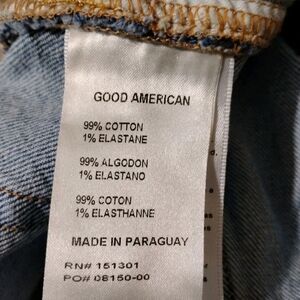 GOOD AMERICAN
99% COTTON
1% ELASTANE
99% ALGODON
1% ELASTANO
99% COTON
1% ELASTHANNE
MADE IN PARAGUAY
RN# 151301
PO# 08150-00